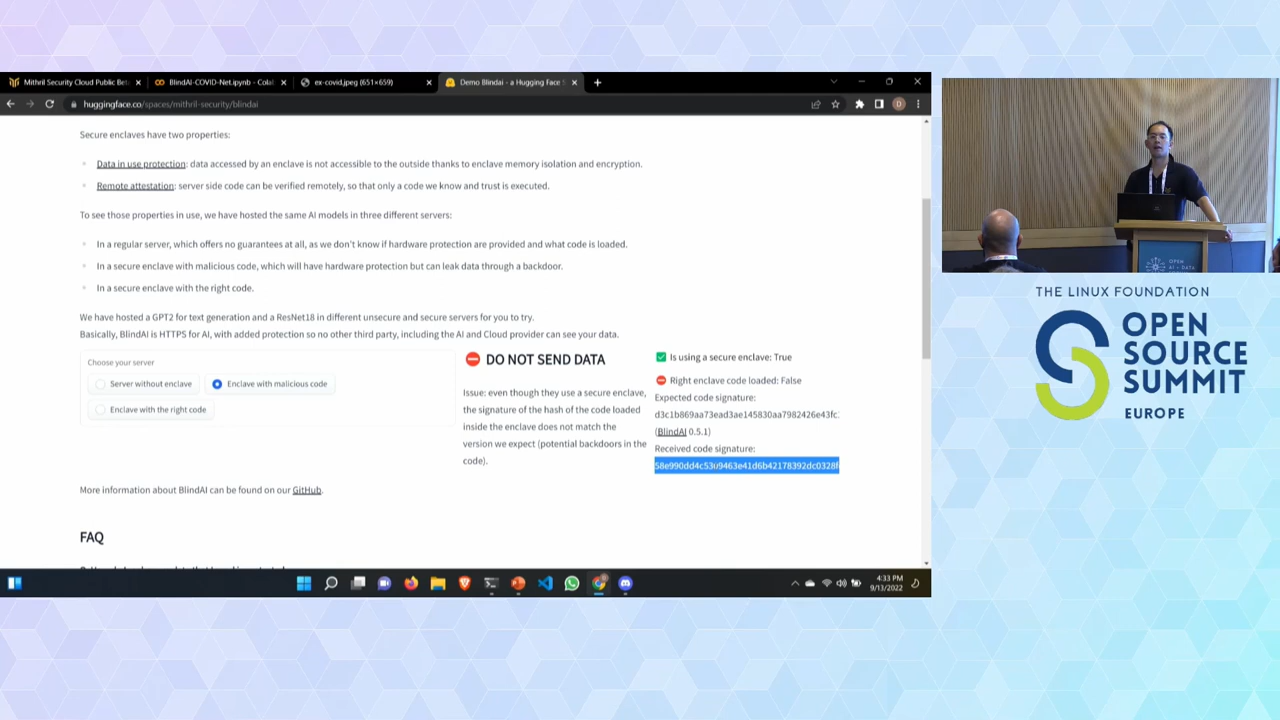 Mithril Security Cloud Public Bet
BlindAI-COVID-Net.ipynb - Colab
ex-covid.jpeg (651×659)
Demo Blindai - a Hugging Face S
huggingface.co/spaces/mithril-security/blindai
Secure enclaves have two properties:
Data in use protection: data accessed by an enclave is not accessible to the outside thanks to enclave memory isolation and encryption.
Remote attestation: server side code can be verified remotely, so that only a code we know and trust is executed.
To see those properties in use, we have hosted the same AI models in three different servers:
In a regular server, which offers no guarantees at all, as we don't know if hardware protection are provided and what code is loaded.
In a secure enclave with malicious code, which will have hardware protection but can leak data through a backdoor.
In a secure enclave with the right code.
We have hosted a GPT2 for text generation and a ResNet18 in different unsecure and secure servers for you to try.
Basically, BlindAI is HTTPS for AI, with added protection so no other third party, including the AI and Cloud provider can see your data.
Choose your server
Server without enclave
Enclave with malicious code
Enclave with the right code
DO NOT SEND DATA
Issue: even though they use a secure enclave,
the signature of the hash of the code loaded
inside the enclave does not match the
version we expect (potential backdoors in the
code).
Is using a secure enclave: True
Right enclave code loaded: False
Expected code signature:
d3c1b869aa73ead3ae145830aa7982426e43fc
(BlindAI 0.5.1)
Received code signature:
More information about BlindAI can be found on our GitHub.
FAQ
4:33 PM
9/13/2022
OPEN
AI + DATA
THE LINUX FOUNDATION
OPEN
SOURCE
SUMMIT
EUROPE